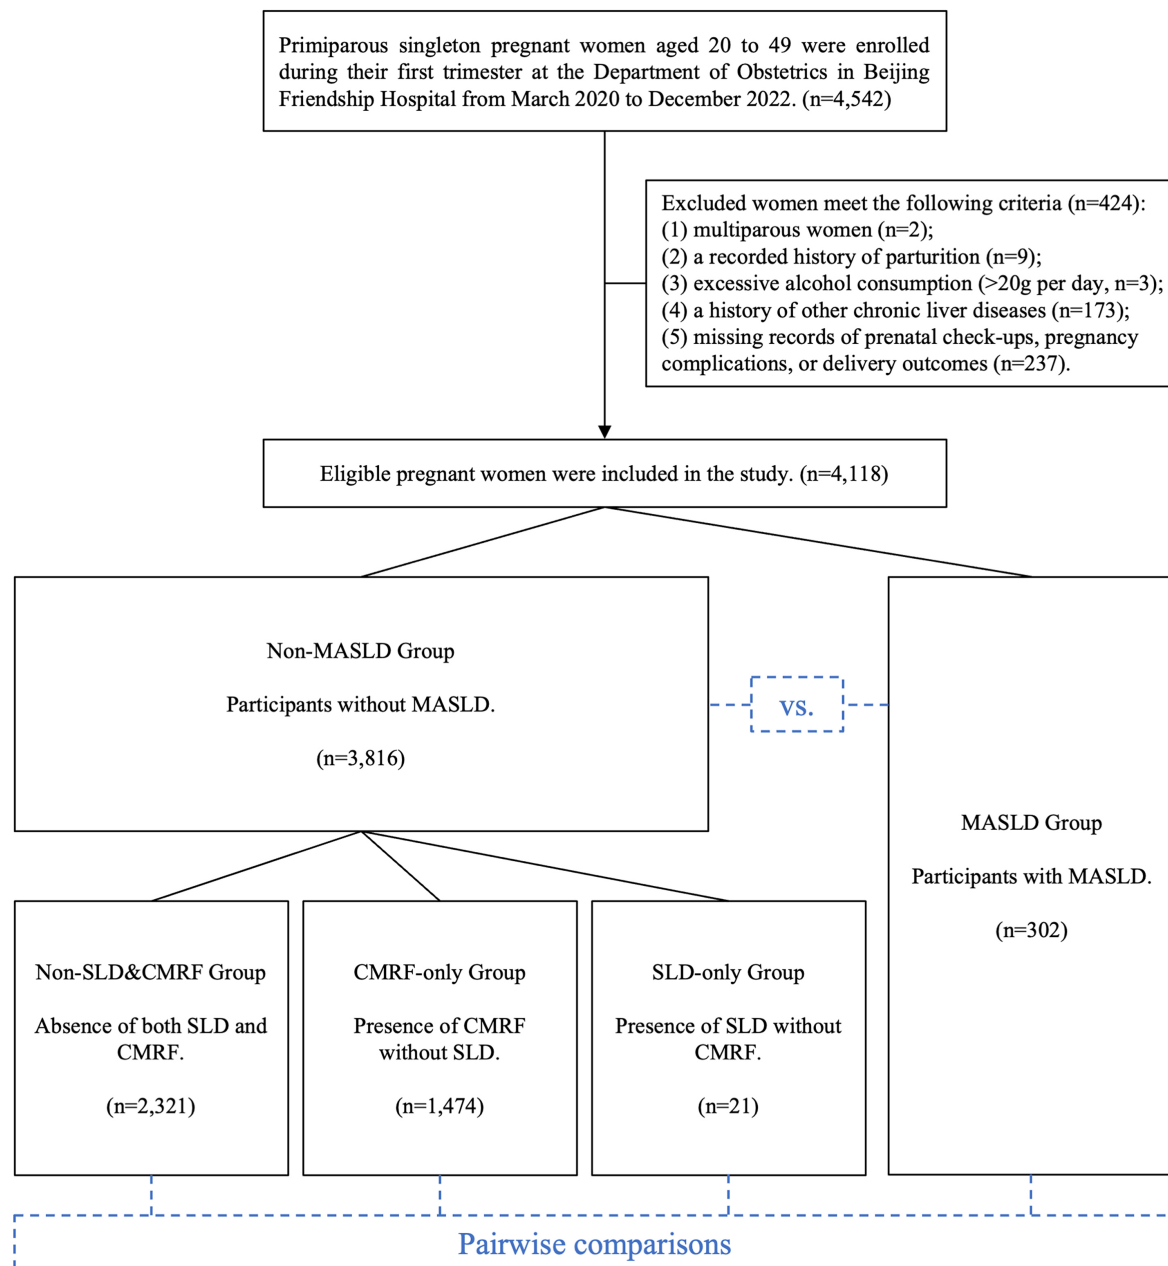 Primiparous singleton pregnant women aged 20 to 49 were enrolled
during their first trimester at the Department of Obstetrics in Beijing
Friendship Hospital from March 2020 to December 2022. (n=4,542)
Excluded women meet the following criteria (n=424):
(1) multiparous women (n=2);
(2) a recorded history of parturition (n=9);
(3) excessive alcohol consumption (>20g per day, n=3);
(4) a history of other chronic liver diseases (n=173);
(5) missing records of prenatal check-ups, pregnancy
complications, or delivery outcomes (n=237).
Eligible pregnant women were included in the study. (n=4,118)
Non-MASLD Group
Participants without MASLD.
(n=3,816)
vs.
MASLD Group
Participants with MASLD.
(n=302)
Non-SLD&CMRF Group
Absence of both SLD and
CMRF.
(n=2,321)
CMRF-only Group
Presence of CMRF
without SLD.
(n=1,474)
SLD-only Group
Presence of SLD without
CMRF.
(n=21)
Pairwise comparisons